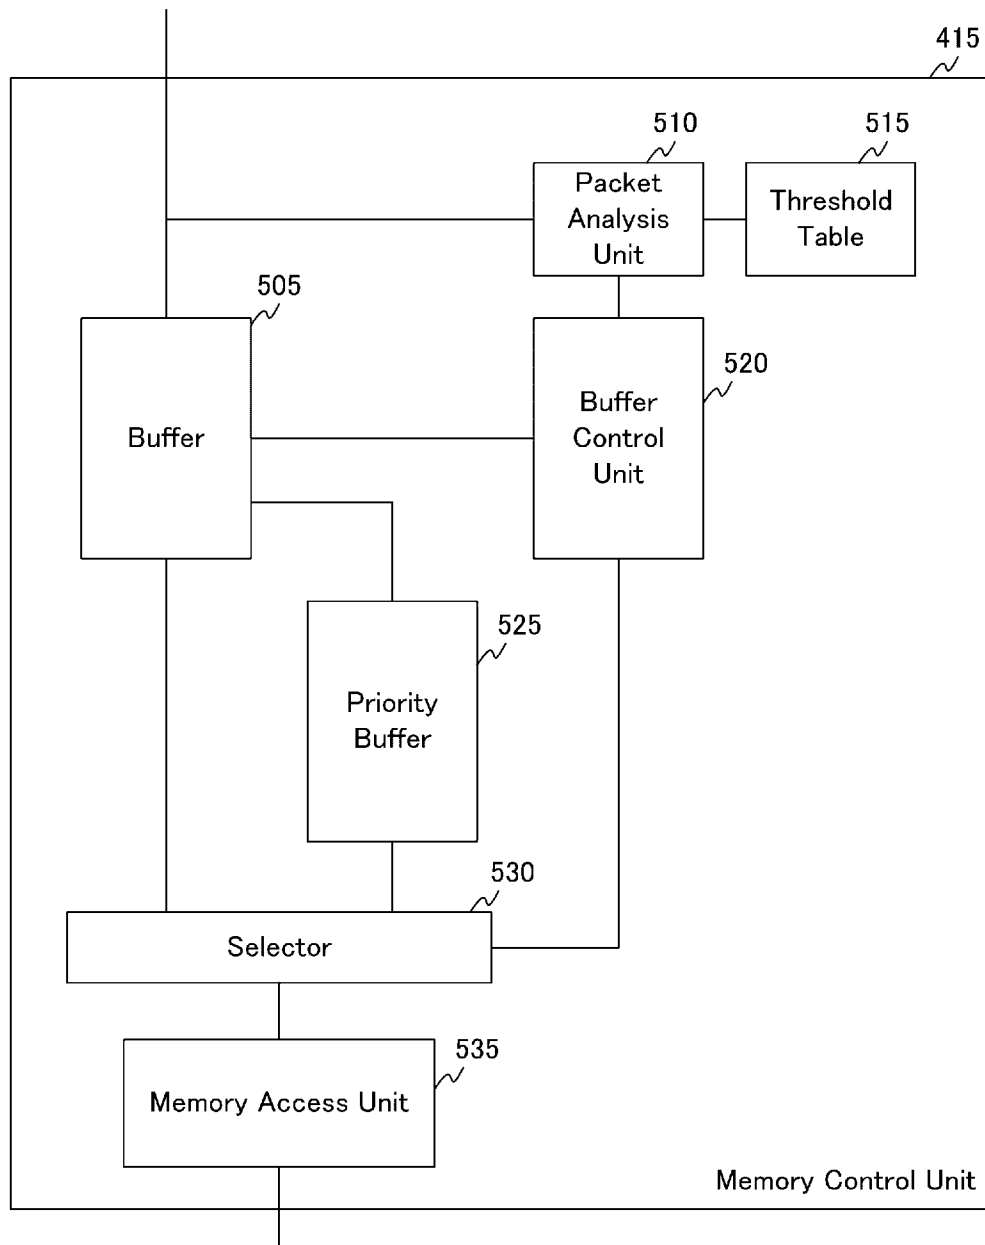 415
510
515
Packet
Analysis
Unit
Threshold
Table
505
520
Buffer
Buffer
Control
Unit
525
Priority
Buffer
530
Selector
535
Memory Access Unit
Memory Control Unit